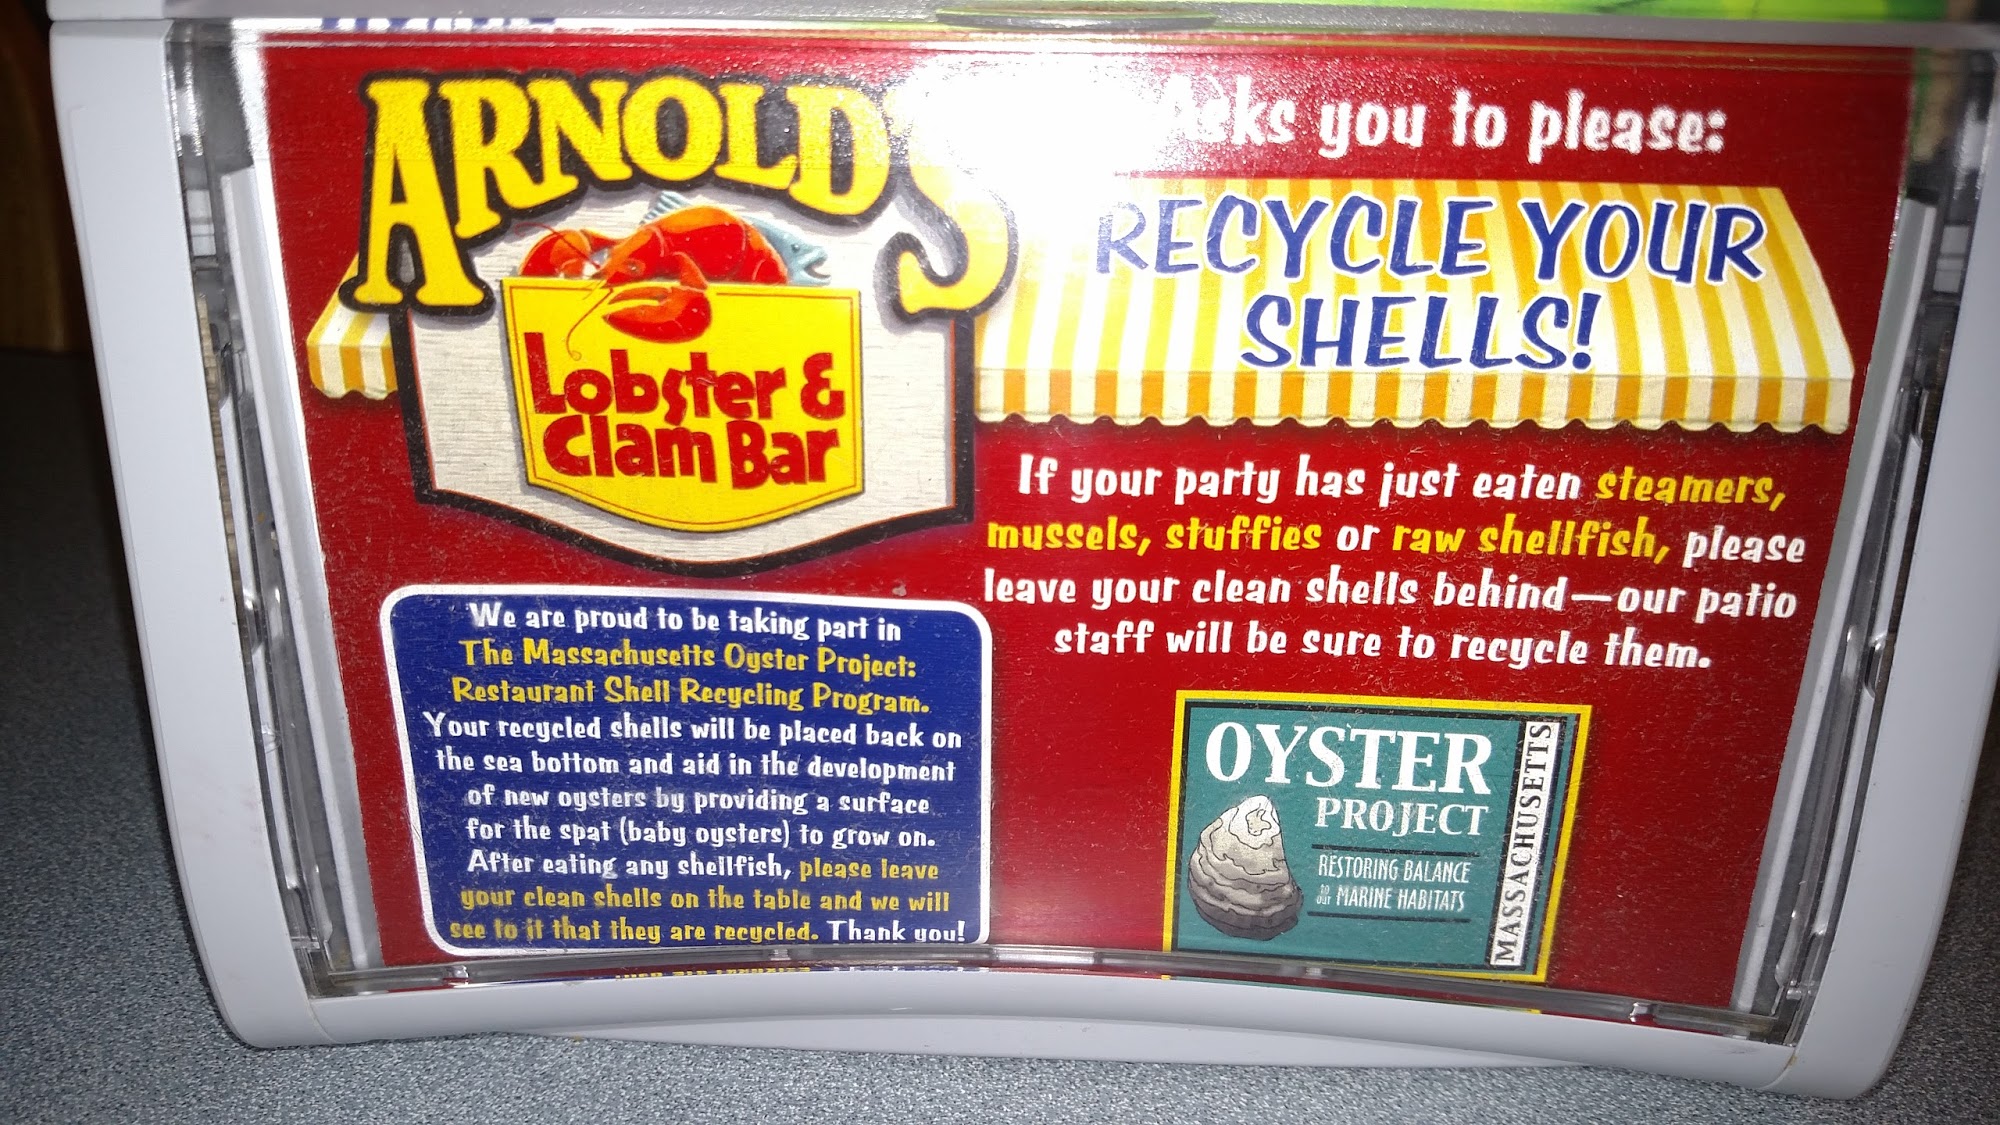 ARNOLD'S
Lobster &
Clam Bar
Asks you to please:
RECYCLE YOUR
SHELLS!
If your party has just eaten steamers,
mussels, stuffies or raw shellfish, please
leave your clean shells behind—our patio
staff will be sure to recycle them.
We are proud to be taking part in
The Massachusetts Oyster Project:
Restaurant Shell Recycling Program.
Your recycled shells will be placed back on
the sea bottom and aid in the development
of new oysters by providing a surface
for the spat (baby oysters) to grow on.
After eating any shellfish, please leave
your clean shells on the table and we will
see to it that they are recycled. Thank you!
OYSTER
PROJECT
RESTORING BALANCE
TO OUR MARINE HABITATS
MASSACHUSETTS